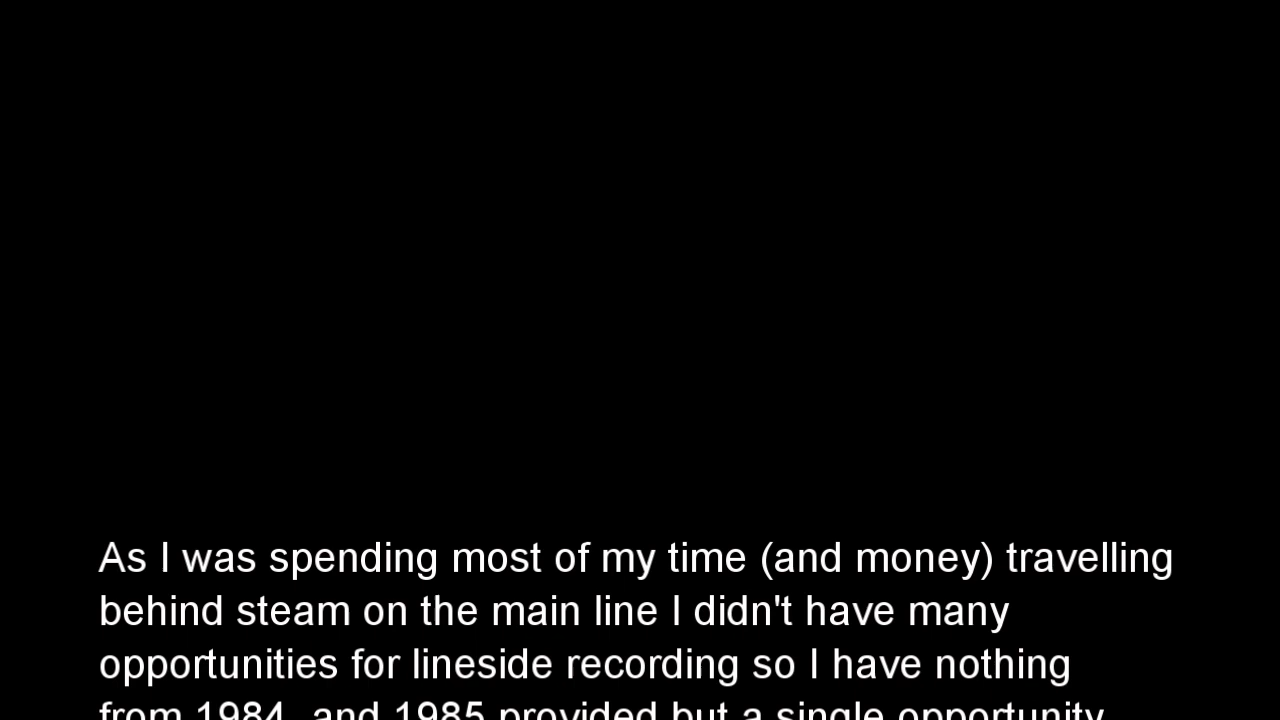 As I was spending most of my time (and money) travelling
behind steam on the main line I didn't have many
opportunities for lineside recording so I have nothing
from 1984, and 1985 provided but a single opportunity